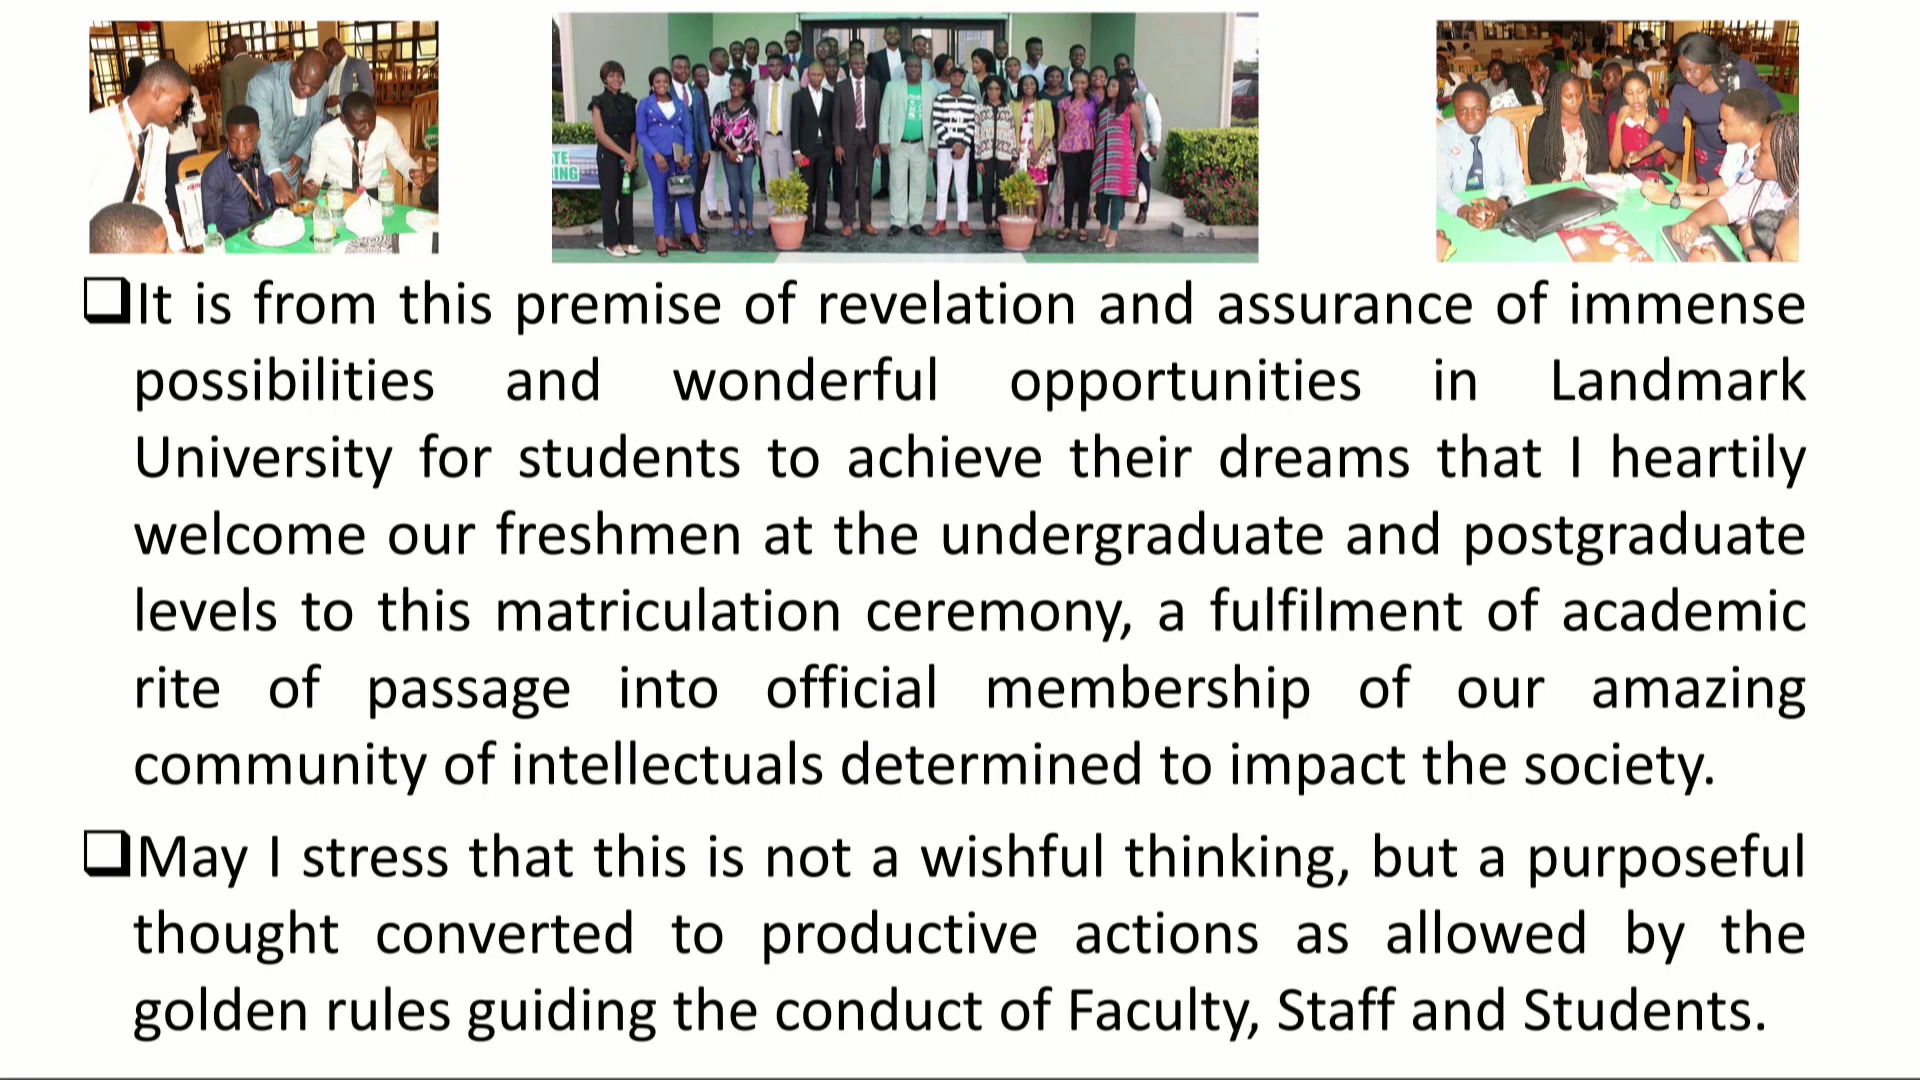 TE
ING
❑It is from this premise of revelation and assurance of immense
possibilities and wonderful opportunities in Landmark
University for students to achieve their dreams that I heartily
welcome our freshmen at the undergraduate and postgraduate
levels to this matriculation ceremony, a fulfilment of academic
rite of passage into official membership of our amazing
community of intellectuals determined to impact the society.
❑May I stress that this is not a wishful thinking, but a purposeful
thought converted to productive actions as allowed by the
golden rules guiding the conduct of Faculty, Staff and Students.